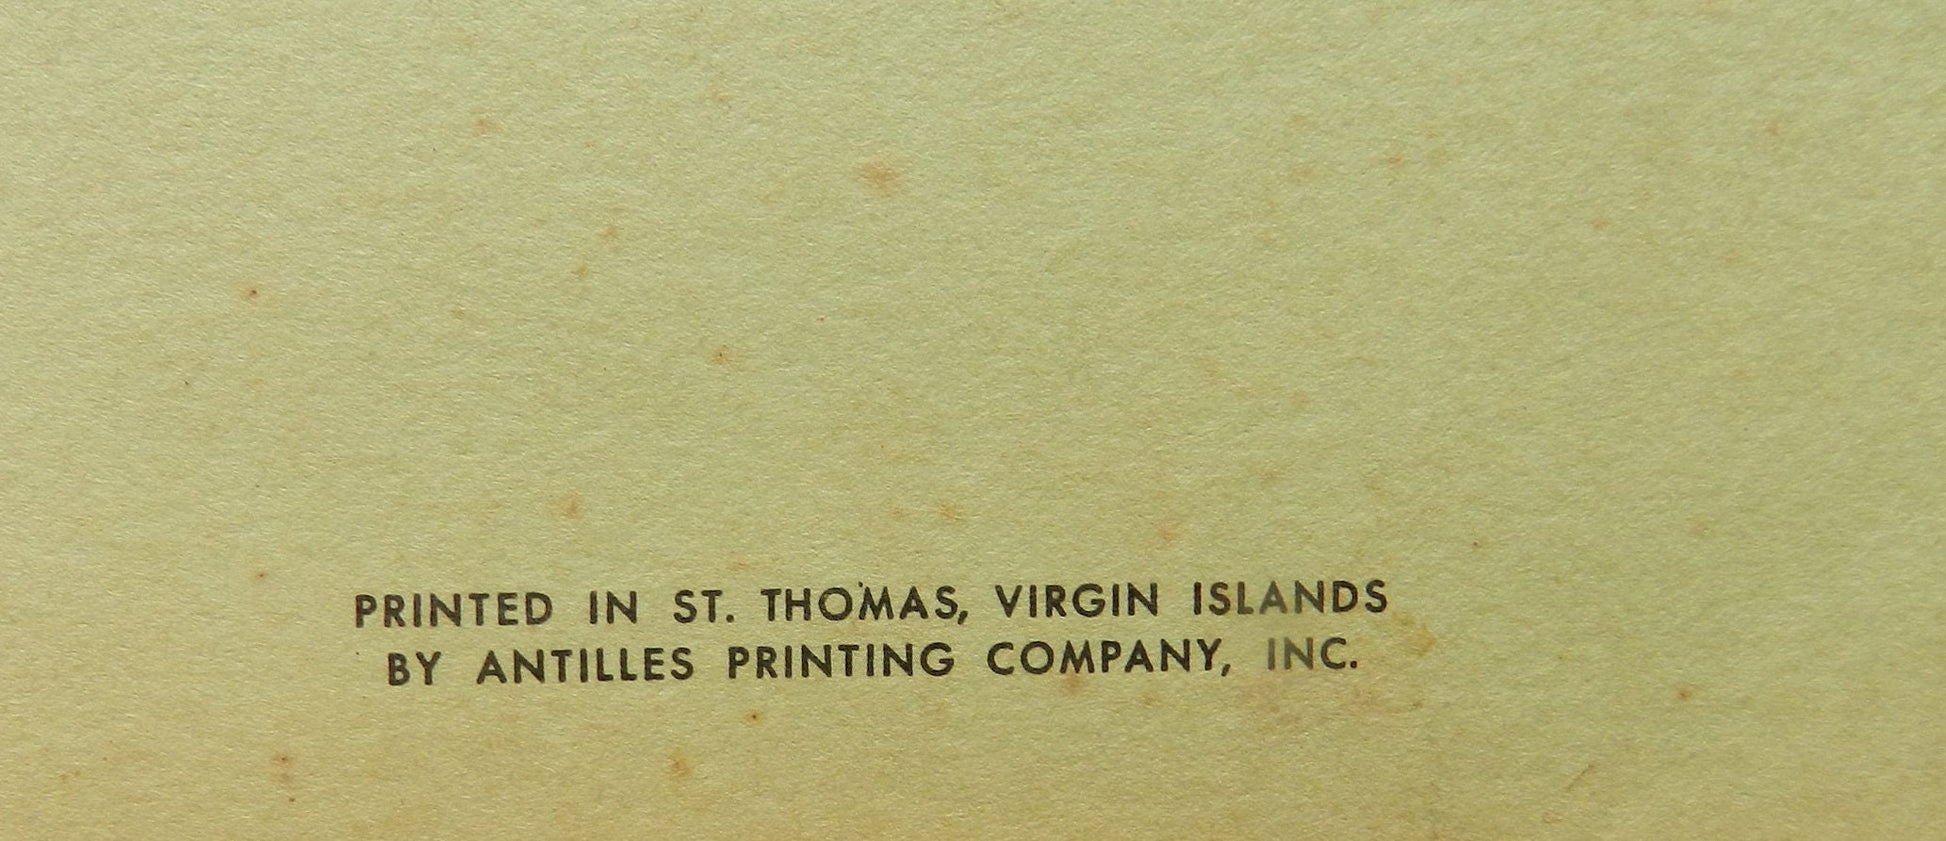 PRINTED IN ST. THOMAS, VIRGIN ISLANDS
BY ANTILLES PRINTING COMPANY, INC.